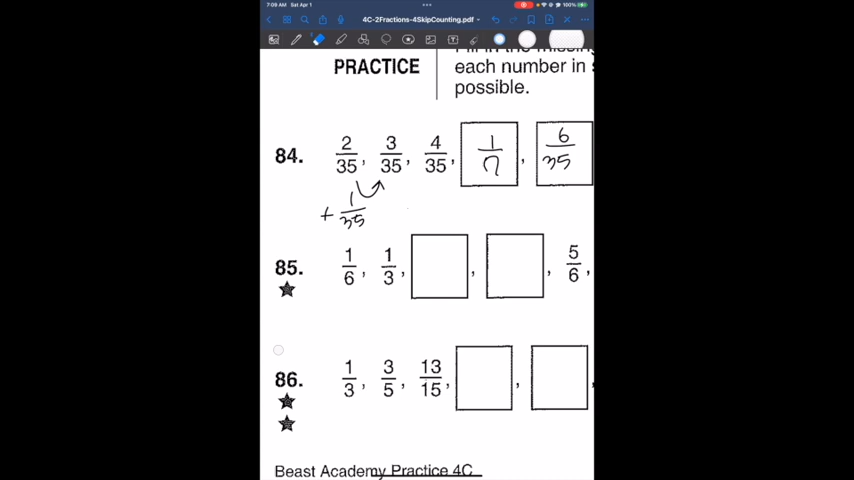 7:08 AM Sat Apr 1
100%
4C-2Fractions-4SkipCounting.pdf
PRACTICE
each number in
possible.
84. 2/35, 3/35, 4/35, 1/7, 6/35
+ 1/35
85. 1/6, 1/3, , , 5/6,
86. 1/3, 3/5, 13/15, , ,
Beast Academy Practice 4C